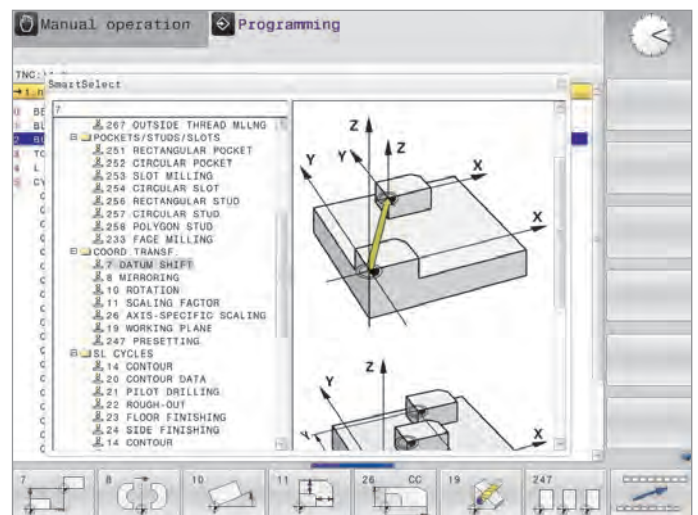 Manual operation
Programming
TNC:\
SmartSelect
7
267 OUTSIDE THREAD MLLNG
POCKETS/STUDS/SLOTS
251 RECTANGULAR POCKET
252 CIRCULAR POCKET
253 SLOT MILLING
254 CIRCULAR SLOT
256 RECTANGULAR STUD
257 CIRCULAR STUD
258 POLYGON STUD
233 FACE MILLING
COORD TRANSF.
7 DATUM SHIFT
8 MIRRORING
10 ROTATION
11 SCALING FACTOR
26 AXIS-SPECIFIC SCALING
19 WORKING PLANE
247 PRESETTING
SL CYCLES
14 CONTOUR
20 CONTOUR DATA
21 PILOT DRILLING
22 ROUGH-OUT
23 FLOOR FINISHING
24 SIDE FINISHING
14 CONTOUR
Z
Z
Y
Y
X
X
Z
Y
X
7
8
10
11
26 CC
19
247